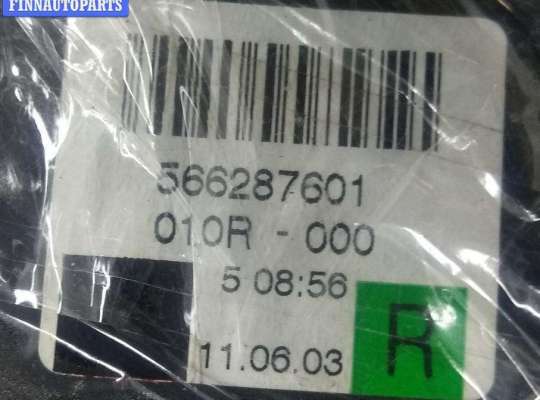 FINNAUTOPARTS
566287601
010R - 000
5 08:56
11.06.03
R